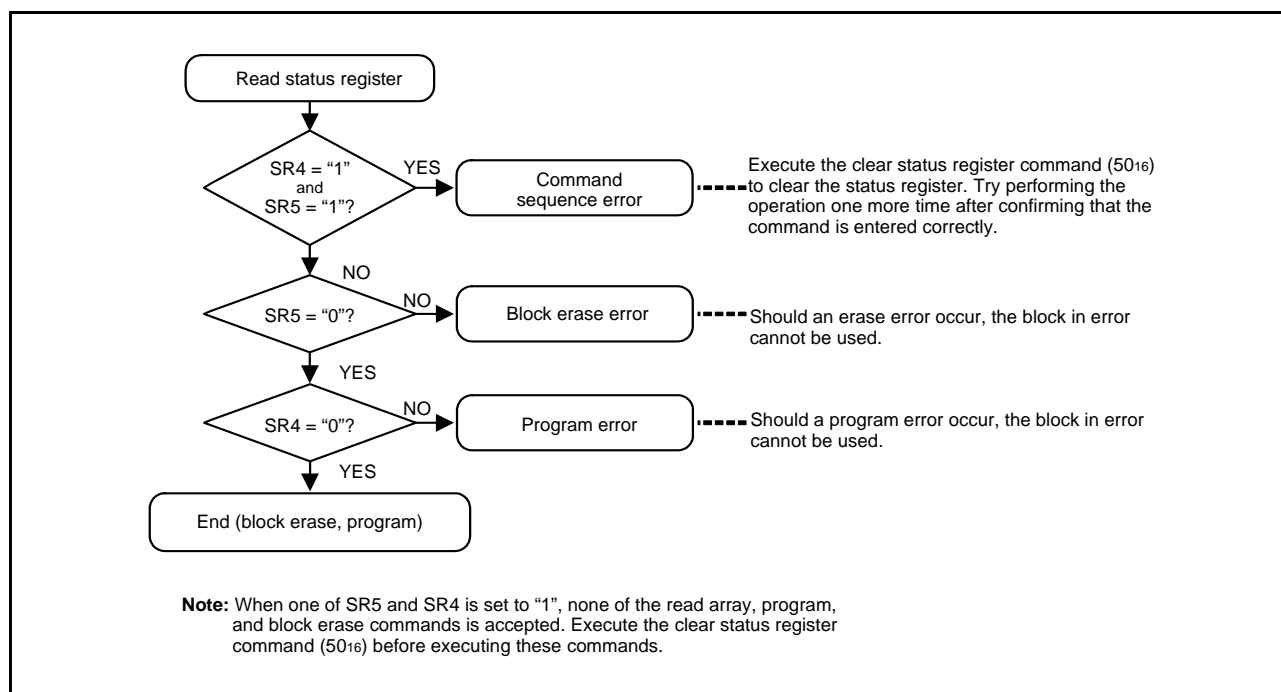 Read status register
SR4 = “1”
and
SR5 = “1”?
YES
Command
sequence error
Execute the clear status register command (50₁₆)
to clear the status register. Try performing the
operation one more time after confirming that the
command is entered correctly.
NO
SR5 = “0”?
NO
Block erase error
Should an erase error occur, the block in error
cannot be used.
YES
SR4 = “0”?
NO
Program error
Should a program error occur, the block in error
cannot be used.
YES
End (block erase, program)
Note: When one of SR5 and SR4 is set to “1”, none of the read array, program,
and block erase commands is accepted. Execute the clear status register
command (50₁₆) before executing these commands.